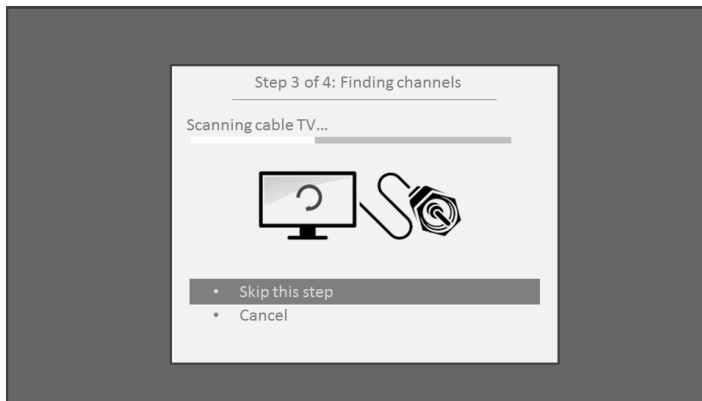 Step 3 of 4: Finding channels
Scanning cable TV...
• Skip this step
• Cancel